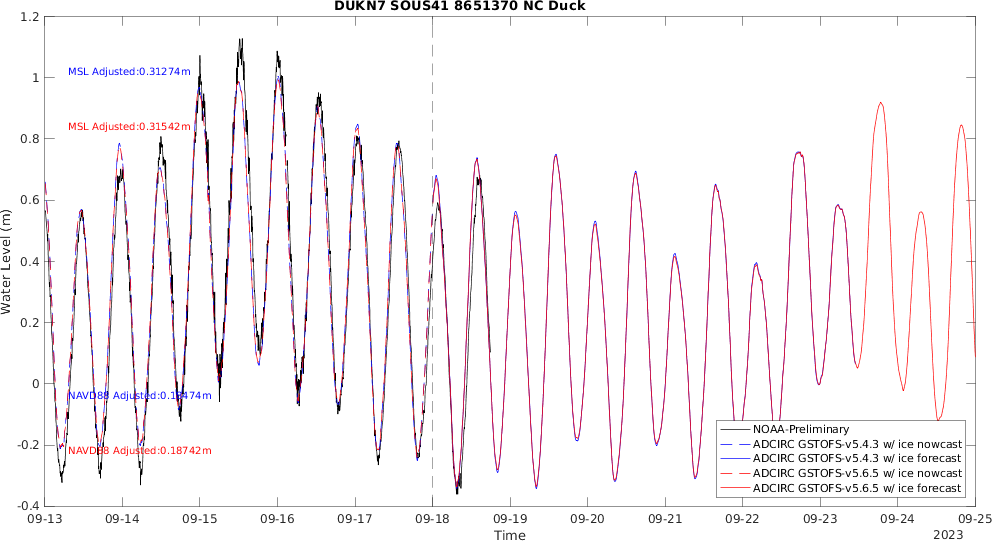 DUKN7 SOUS41 8651370 NC Duck
1.2
1
0.8
0.6
0.4
0.2
0
-0.2
-0.4
Water Level (m)
MSL Adjusted:0.31274m
MSL Adjusted:0.31542m
NAVD88 Adjusted:0.18474m
NAVD88 Adjusted:0.18742m
NOAA-Preliminary
ADCIRC GSTOFS-v5.4.3 w/ ice nowcast
ADCIRC GSTOFS-v5.4.3 w/ ice forecast
ADCIRC GSTOFS-v5.6.5 w/ ice nowcast
ADCIRC GSTOFS-v5.6.5 w/ ice forecast
09-13 09-14 09-15 09-16 09-17 09-18 09-19 09-20 09-21 09-22 09-23 09-24 09-25
Time
2023